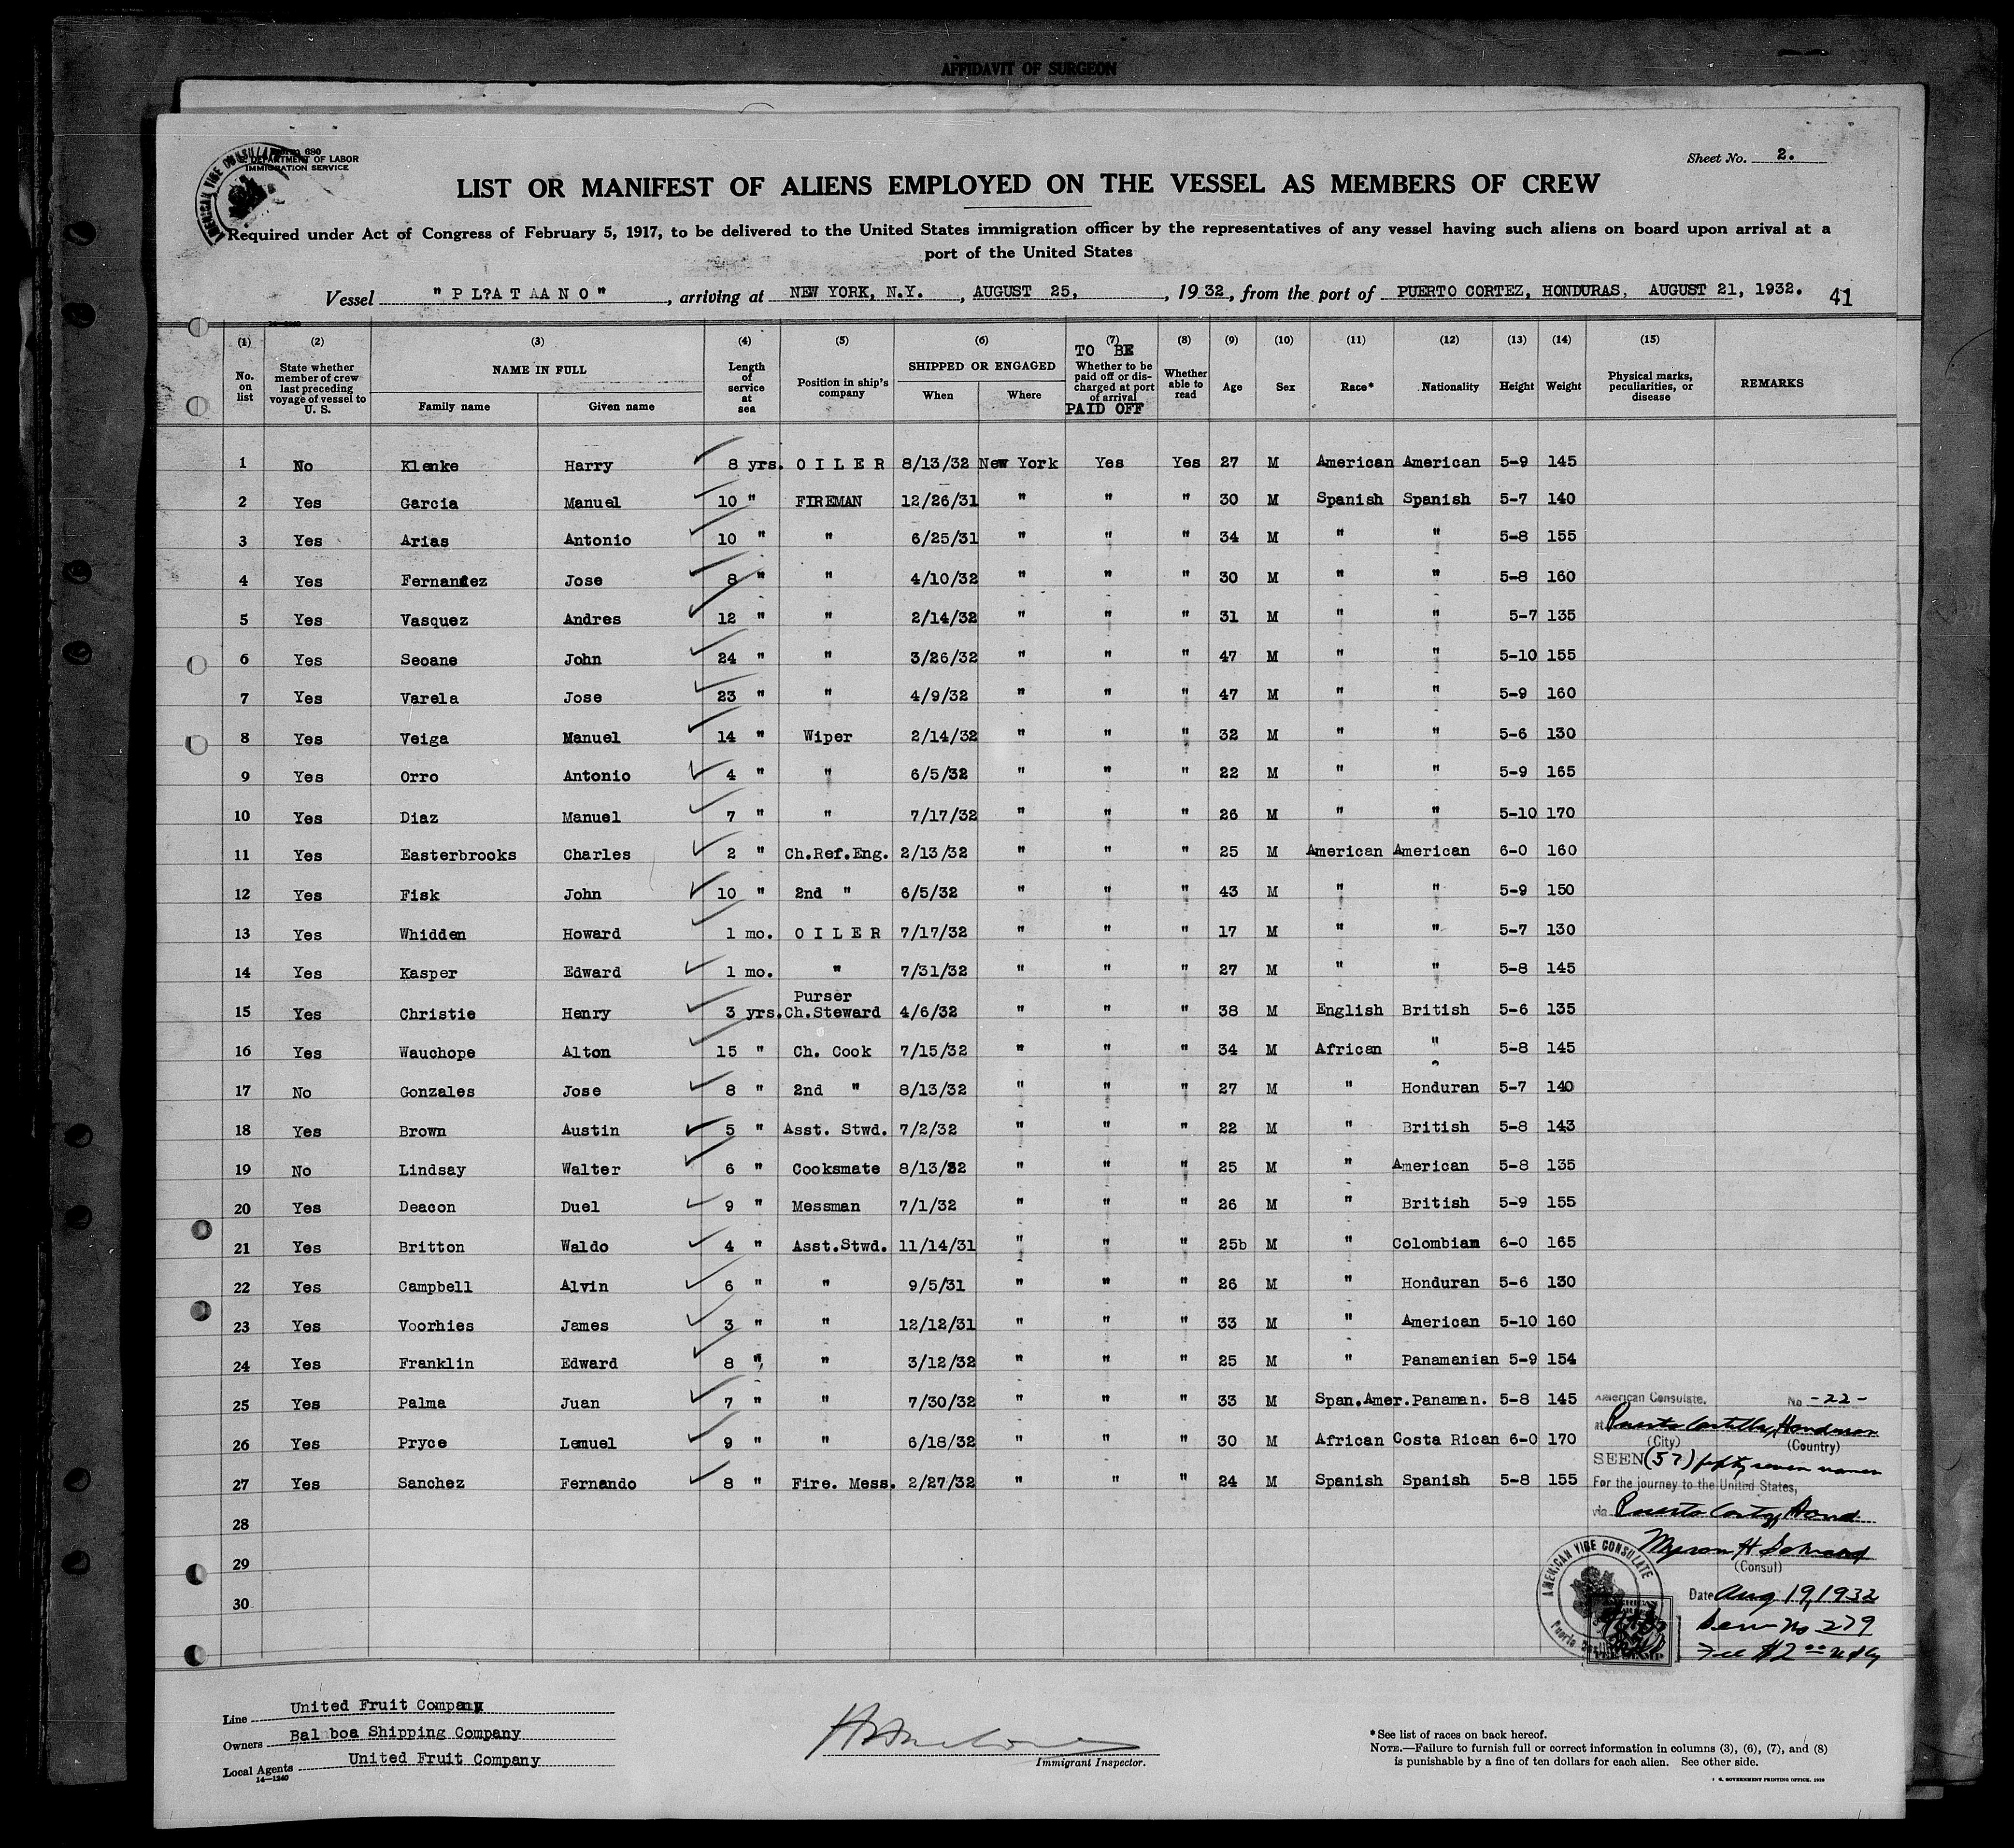 AFFIDAVIT OF SURGEON
680
DEPARTMENT OF LABOR
IMMIGRATION SERVICE
AMERICAN VICE CONSULATE
Sheet No. 2.
LIST OR MANIFEST OF ALIENS EMPLOYED ON THE VESSEL AS MEMBERS OF CREW
Required under Act of Congress of February 5, 1917, to be delivered to the United States immigration officer by the representatives of any vessel having such aliens on board upon arrival at a
port of the United States
Vessel " P L?A T AA N O ", arriving at NEW YORK, N.Y., AUGUST 25, , 1932, from the port of PUERTO CORTEZ, HONDURAS, AUGUST 21, 1932. 41
14-1240
(1) (2) (3) (4) (5) (6) (7) (8) (9) (10) (11) (12) (13) (14) (15)
No. on list State whether member of crew last preceding voyage of vessel to U. S. NAME IN FULL Family name Given name Length of service at sea Position in ship's company SHIPPED OR ENGAGED When Where TO BE Whether to be paid off or discharged at port of arrival PAID OFF Whether able to read Age Sex Race* Nationality Height Weight Physical marks, peculiarities, or disease REMARKS
1 No Klenke Harry 8 yrs. O I L E R 8/13/32 New York Yes Yes 27 M American American 5-9 145
2 Yes Garcia Manuel 10 " FIREMAN 12/26/31 " " " 30 M Spanish Spanish 5-7 140
3 Yes Arias Antonio 10 " " 6/25/31 " " " 34 M " " 5-8 155
4 Yes Fernandez Jose 8 " " 4/10/32 " " " 30 M " " 5-8 160
5 Yes Vasquez Andres 12 " " 2/14/32 " " " 31 M " " 5-7 135
6 Yes Seoane John 24 " " 3/26/32 " " " 47 M " " 5-10 155
7 Yes Varela Jose 23 " " 4/9/32 " " " 47 M " " 5-9 160
8 Yes Veiga Manuel 14 " Wiper 2/14/32 " " " 32 M " " 5-6 130
9 Yes Orro Antonio 4 " " 6/5/32 " " " 22 M " " 5-9 165
10 Yes Diaz Manuel 7 " " 7/17/32 " " " 26 M " " 5-10 170
11 Yes Easterbrooks Charles 2 " Ch.Ref.Eng. 2/13/32 " " " 25 M American American 6-0 160
12 Yes Fisk John 10 " 2nd " 6/5/32 " " " 43 M " " 5-9 150
13 Yes Whidden Howard 1 mo. O I L E R 7/17/32 " " " 17 M " " 5-7 130
14 Yes Kasper Edward 1 mo. " 7/31/32 " " " 27 M " " 5-8 145
15 Yes Christie Henry 3 yrs. Purser Ch.Steward 4/6/32 " " " 38 M English British 5-6 135
16 Yes Wauchope Alton 15 " Ch. Cook 7/15/32 " " " 34 M African " 5-8 145
17 No Gonzales Jose 8 " 2nd " 8/13/32 " " " 27 M " Honduran 5-7 140
18 Yes Brown Austin 5 " Asst. Stwd. 7/2/32 " " " 22 M " British 5-8 143
19 No Lindsay Walter 6 " Cooksmate 8/13/32 " " " 25 M " American 5-8 135
20 Yes Deacon Duel 9 " Messman 7/1/32 " " " 26 M " British 5-9 155
21 Yes Britton Waldo 4 " Asst.Stwd. 11/14/31 " " " 25b M " Colombian 6-0 165
22 Yes Campbell Alvin 6 " " 9/5/31 " " " 26 M " Honduran 5-6 130
23 Yes Voorhies James 3 " " 12/12/31 " " " 33 M " American 5-10 160
24 Yes Franklin Edward 8 " " 3/12/32 " " " 25 M " Panamanian 5-9 154
25 Yes Palma Juan 7 " " 7/30/32 " " " 33 M Span.Amer. Panaman. 5-8 145
26 Yes Pryce Lemuel 9 " " 6/18/32 " " " 30 M African Costa Rican 6-0 170
27 Yes Sanchez Fernando 8 " Fire. Mess. 2/27/32 " " " 24 M Spanish Spanish 5-8 155
28
29
30
American Consulate. No -22-
at Puerto Castilla, Honduras
(City) (Country)
SEEN (57) fifty seven names
For the journey to the United States,
via Puerto Cortez, Hond
Myron H
(Consul)
AMERICAN VICE CONSULATE
Puerto
Date Aug 19, 1932
No 279
Fee $2 00
FEE STAMP
Line United Fruit Company
Owners Balboa Shipping Company
Local Agents United Fruit Company
14-1240
Immigrant Inspector.
* See list of races on back hereof.
NOTE.—Failure to furnish full or correct information in columns (3), (6), (7), and (8)
is punishable by a fine of ten dollars for each alien. See other side.
GOVERNMENT PRINTING OFFICE